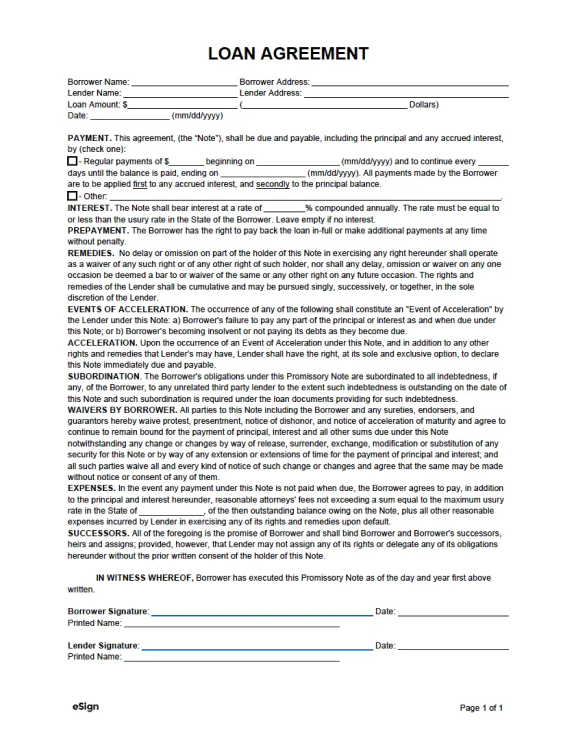 LOAN AGREEMENT
Borrower Name: ____________________ Borrower Address: ____________________________________
Lender Name: _____________________ Lender Address: ______________________________________
Loan Amount: $____________________ (______________________________ Dollars)
Date: ________________ (mm/dd/yyyy)
PAYMENT. This agreement, (the “Note”), shall be due and payable, including the principal and any accrued interest,
by (check one):
☐ - Regular payments of $_______ beginning on ________________ (mm/dd/yyyy) and to continue every ______
days until the balance is paid, ending on ________________ (mm/dd/yyyy). All payments made by the Borrower
are to be applied first to any accrued interest, and secondly to the principal balance.
☐ - Other: ______________________________________________________________________________.
INTEREST. The Note shall bear interest at a rate of ________% compounded annually. The rate must be equal to
or less than the usury rate in the State of the Borrower. Leave empty if no interest.
PREPAYMENT. The Borrower has the right to pay back the loan in-full or make additional payments at any time
without penalty.
REMEDIES. No delay or omission on part of the holder of this Note in exercising any right hereunder shall operate
as a waiver of any such right or of any other right of such holder, nor shall any delay, omission or waiver on any one
occasion be deemed a bar to or waiver of the same or any other right on any future occasion. The rights and
remedies of the Lender shall be cumulative and may be pursued singly, successively, or together, in the sole
discretion of the Lender.
EVENTS OF ACCELERATION. The occurrence of any of the following shall constitute an "Event of Acceleration" by
the Lender under this Note: a) Borrower's failure to pay any part of the principal or interest as and when due under
this Note; or b) Borrower's becoming insolvent or not paying its debts as they become due.
ACCELERATION. Upon the occurrence of an Event of Acceleration under this Note, and in addition to any other
rights and remedies that Lender's may have, Lender shall have the right, at its sole and exclusive option, to declare
this Note immediately due and payable.
SUBORDINATION. The Borrower's obligations under this Promissory Note are subordinated to all indebtedness, if
any, of the Borrower, to any unrelated third party lender to the extent such indebtedness is outstanding on the date of
this Note and such subordination is required under the loan documents providing for such indebtedness.
WAIVERS BY BORROWER. All parties to this Note including the Borrower and any sureties, endorsers, and
guarantors hereby waive protest, presentment, notice of dishonor, and notice of acceleration of maturity and agree to
continue to remain bound for the payment of principal, interest and all other sums due under this Note
notwithstanding any change or changes by way of release, surrender, exchange, modification or substitution of any
security for this Note or by way of any extension or extensions of time for the payment of principal and interest; and
all such parties waive all and every kind of notice of such change or changes and agree that the same may be made
without notice or consent of any of them.
EXPENSES. In the event any payment under this Note is not paid when due, the Borrower agrees to pay, in addition
to the principal and interest hereunder, reasonable attorneys' fees not exceeding a sum equal to the maximum usury
rate in the State of ______________, of the then outstanding balance owing on the Note, plus all other reasonable
expenses incurred by Lender in exercising any of its rights and remedies upon default.
SUCCESSORS. All of the foregoing is the promise of Borrower and shall bind Borrower and Borrower's successors,
heirs and assigns; provided, however, that Lender may not assign any of its rights or delegate any of its obligations
hereunder without the prior written consent of the holder of this Note.
IN WITNESS WHEREOF, Borrower has executed this Promissory Note as of the day and year first above
written.
Borrower Signature: ________________________________________ Date: ____________________
Printed Name: _______________________________________
Lender Signature: __________________________________________ Date: ____________________
Printed Name: _______________________________________
eSign
Page 1 of 1